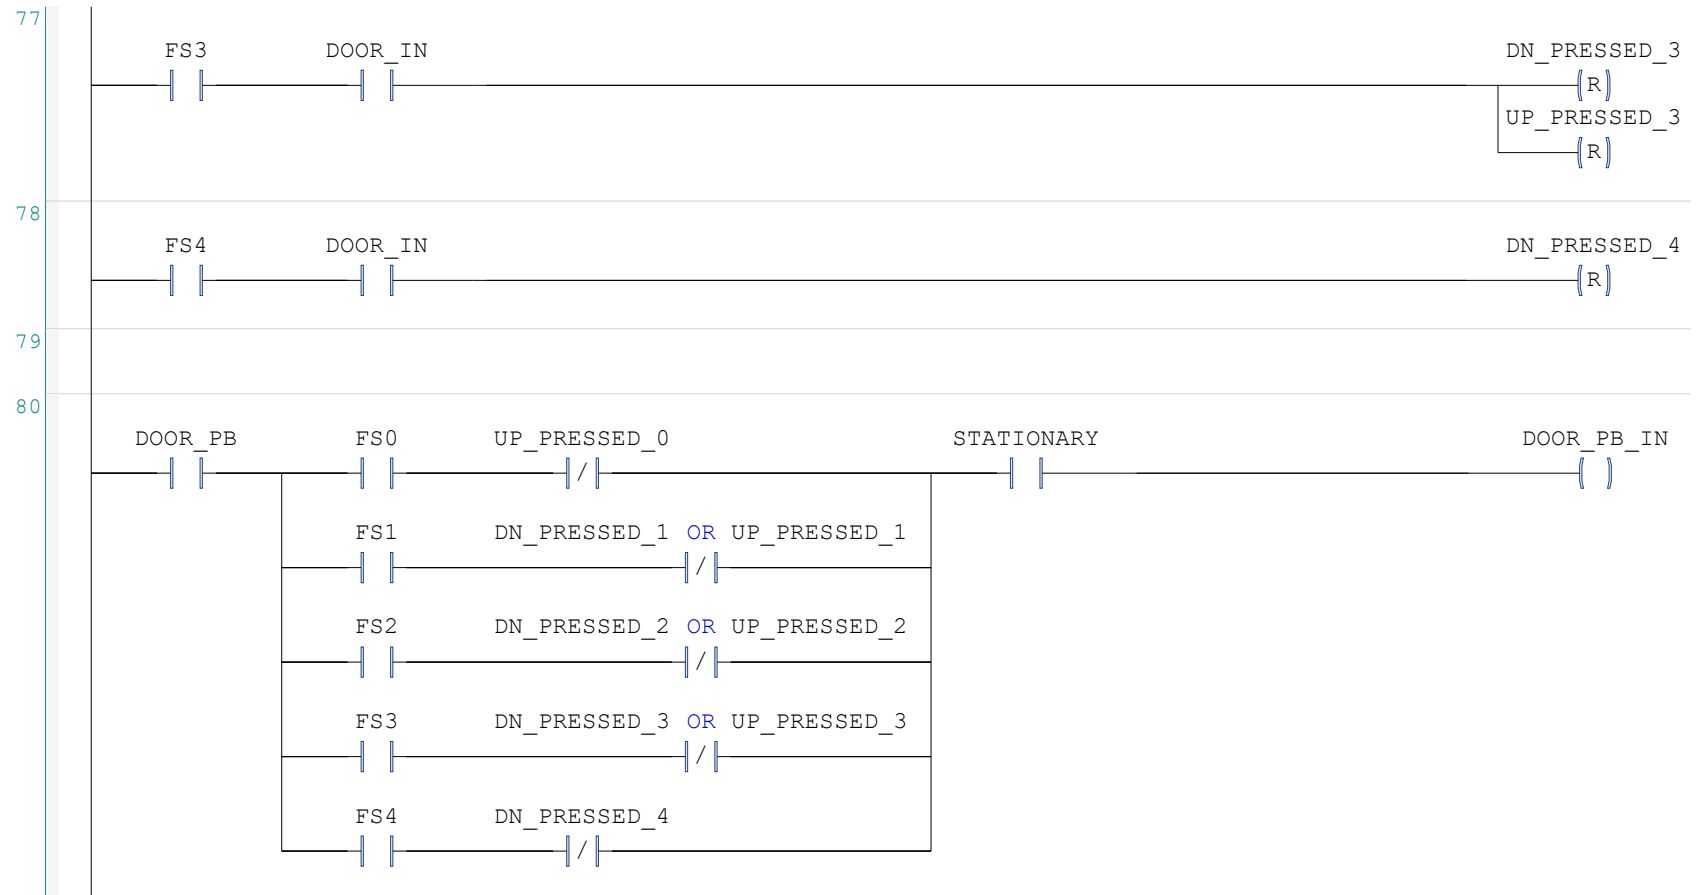 77
FS3 DOOR_IN DN_PRESSED_3
R
UP_PRESSED_3
R
78
FS4 DOOR_IN DN_PRESSED_4
R
79
80
DOOR_PB FS0 UP_PRESSED_0 STATIONARY DOOR_PB_IN
/
FS1 DN_PRESSED_1 OR UP_PRESSED_1
/
FS2 DN_PRESSED_2 OR UP_PRESSED_2
/
FS3 DN_PRESSED_3 OR UP_PRESSED_3
/
FS4 DN_PRESSED_4
/